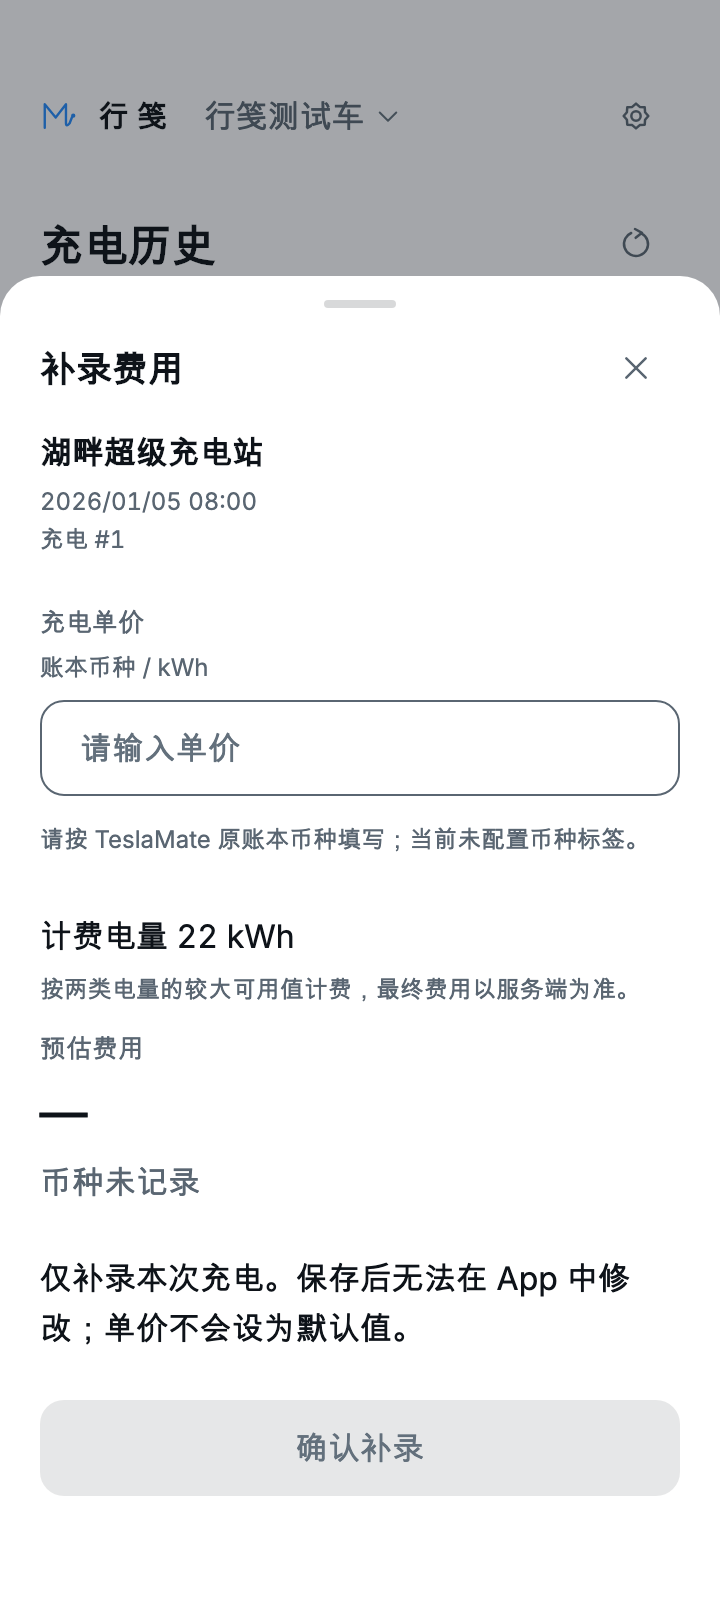 行笺 行笺测试车
充电历史
补录费用
湖畔超级充电站
2026/01/05 08:00
充电 #1
充电单价
账本币种 / kWh
请输入单价
请按 TeslaMate 原账本币种填写；当前未配置币种标签。
计费电量 22 kWh
按两类电量的较大可用值计费，最终费用以服务端为准。
预估费用
—
币种未记录
仅补录本次充电。保存后无法在 App 中修
改；单价不会设为默认值。
确认补录